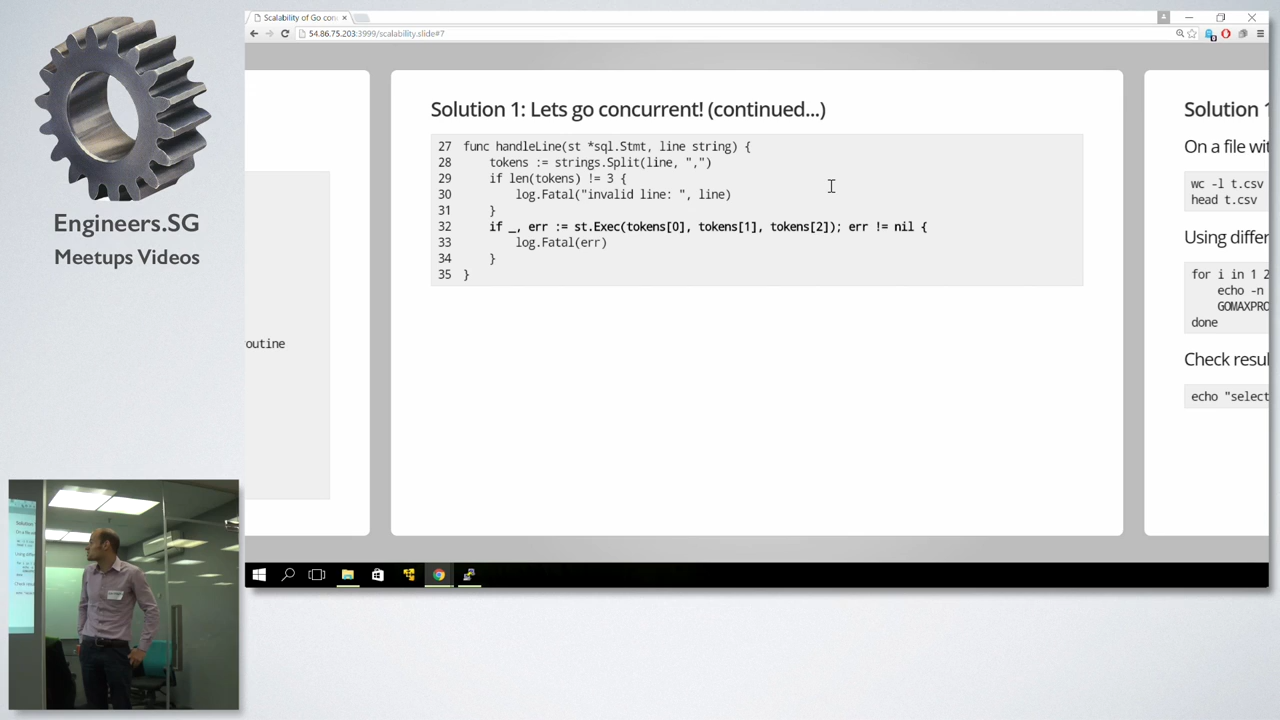 Engineers.SG
Meetups Videos
Scalability of Go con
54.86.75.203:3999/scalability.slide#7
outine
Solution 1: Lets go concurrent! (continued...)
27 func handleLine(st *sql.Stmt, line string) {
28 tokens := strings.Split(line, ",")
29 if len(tokens) != 3 {
30 log.Fatal("invalid line: ", line)
31 }
32 if _, err := st.Exec(tokens[0], tokens[1], tokens[2]); err != nil {
33 log.Fatal(err)
34 }
35 }
Solution 1
On a file wit
wc -l t.csv
head t.csv
Using differ
for i in 1 2
echo -n
GOMAXPRO
done
Check resul
echo "select